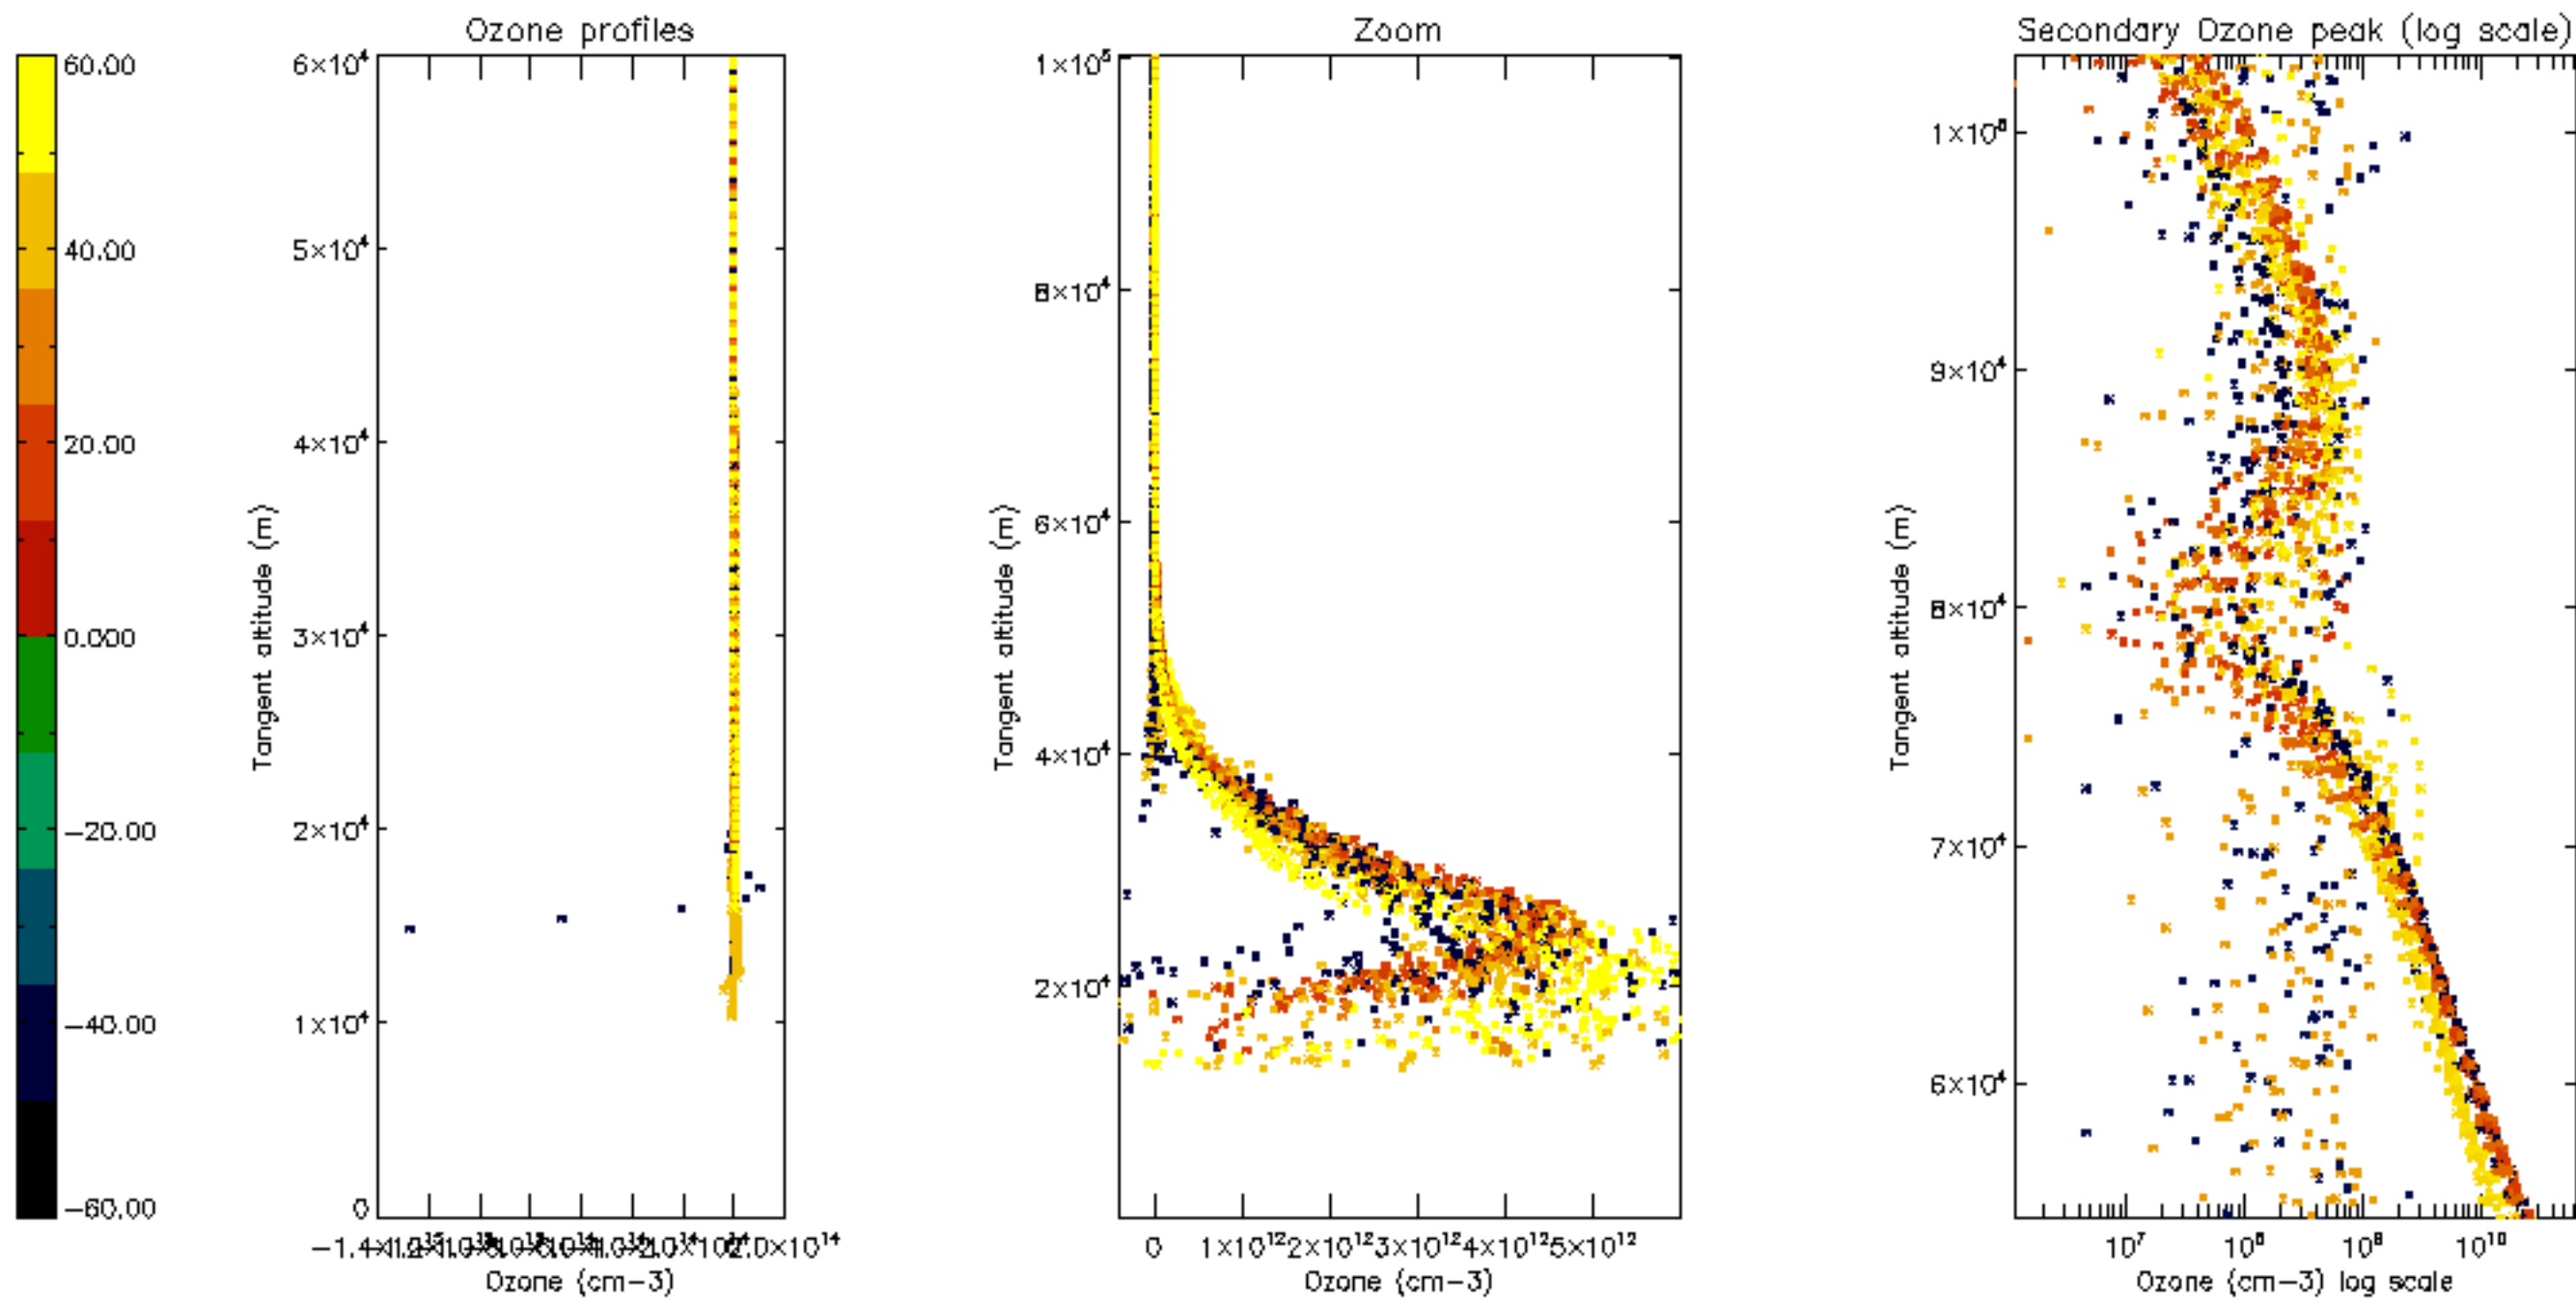 Ozone profiles
Zoom
Secondary Ozone peak (log scale)
60.00
40.00
20.00
0.000
−20.00
−40.00
−60.00
6×10⁴
5×10⁴
4×10⁴
3×10⁴
2×10⁴
1×10⁴
0
Tangent altitude (m)
2.0×10¹⁴
Ozone (cm−3)
1×10⁵
8×10⁴
6×10⁴
4×10⁴
2×10⁴
Tangent altitude (m)
0 1×10¹² 2×10¹² 3×10¹² 4×10¹² 5×10¹²
Ozone (cm−3)
9×10⁴
8×10⁴
7×10⁴
6×10⁴
Tangent altitude (m)
10⁷ 10⁸ 10⁹ 10¹⁰
Ozone (cm−3) log scale